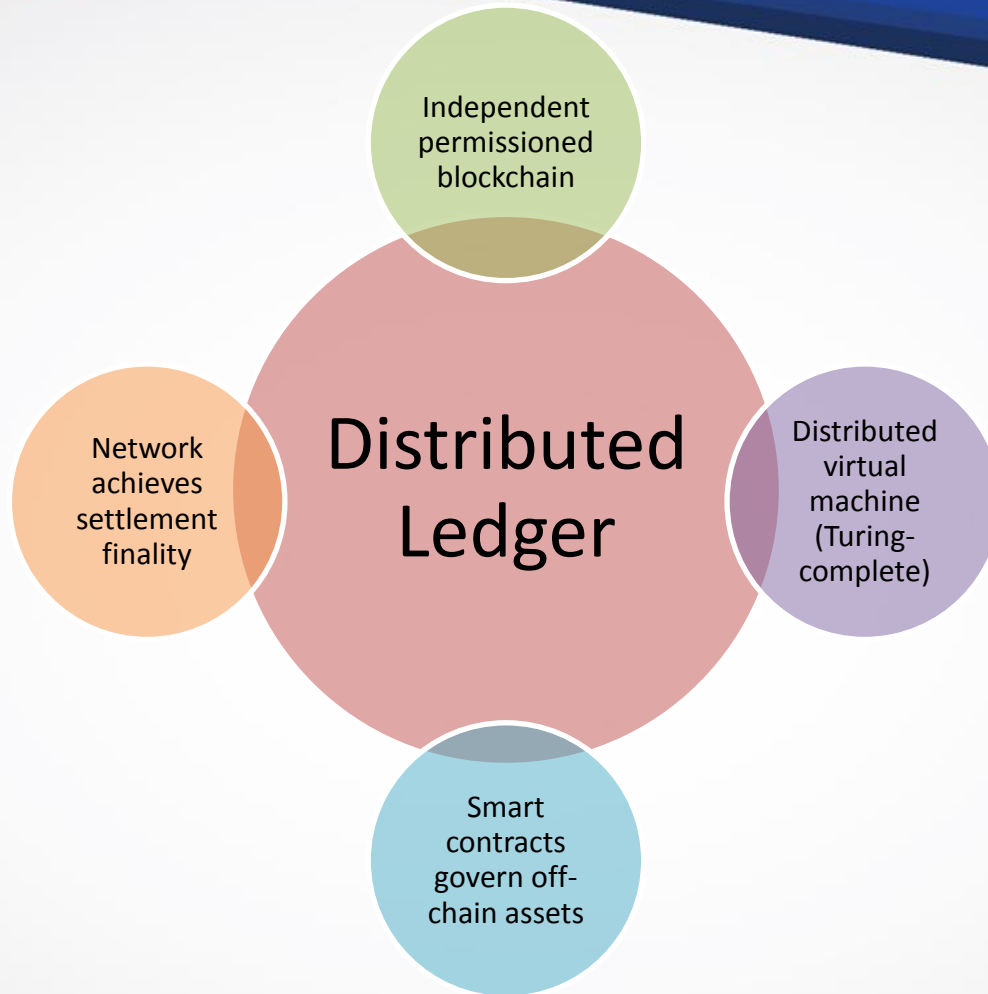 Independent
permissioned
blockchain
Distributed
Ledger
Network
achieves
settlement
finality
Distributed
virtual
machine
(Turing-
complete)
Smart
contracts
govern off-
chain assets